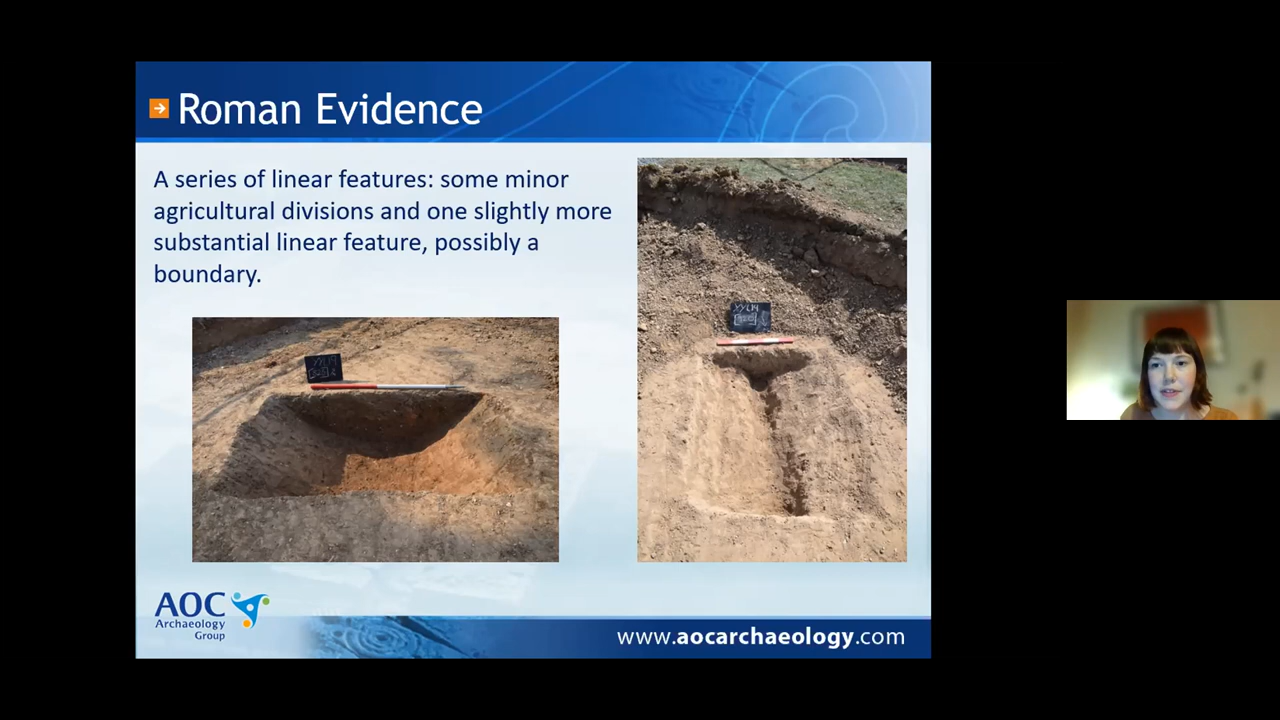 Roman Evidence
A series of linear features: some minor
agricultural divisions and one slightly more
substantial linear feature, possibly a
boundary.
AOC
Archaeology
Group
www.aocarchaeology.com